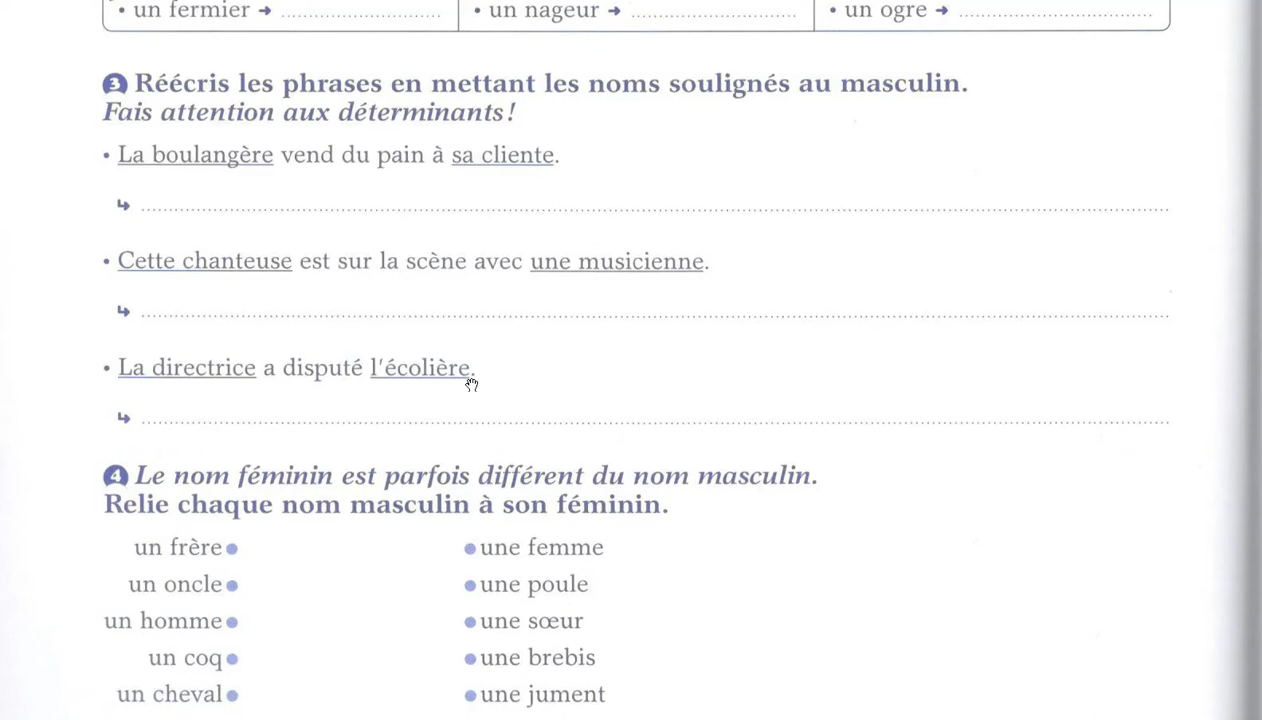 • un fermier → ........................ • un nageur → ........................ • un ogre → ........................
3 Réécris les phrases en mettant les noms soulignés au masculin.
Fais attention aux déterminants !
• La boulangère vend du pain à sa cliente.
↳ ........................
• Cette chanteuse est sur la scène avec une musicienne.
↳ ........................
• La directrice a disputé l'écolière.
↳ ........................
4 Le nom féminin est parfois différent du nom masculin.
Relie chaque nom masculin à son féminin.
un frère • • une femme
un oncle • • une poule
un homme • • une sœur
un coq • • une brebis
un cheval • • une jument